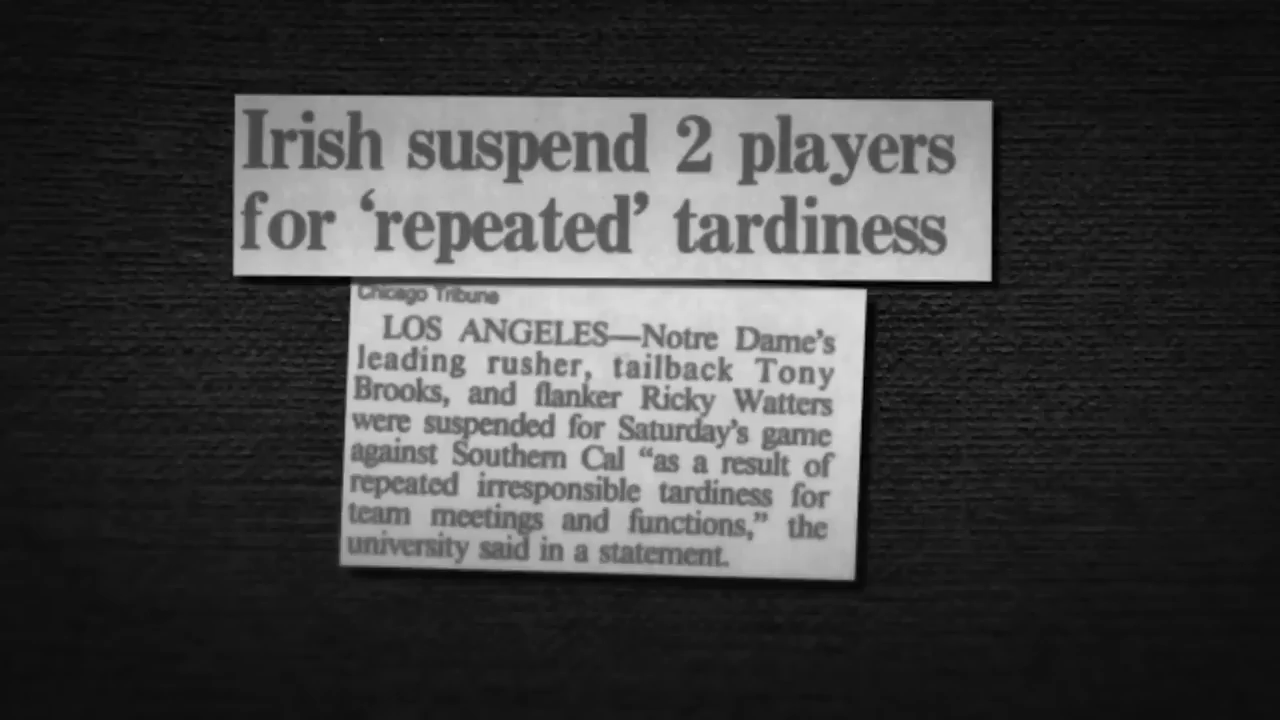 Irish suspend 2 players
for ‘repeated’ tardiness
Chicago Tribune
LOS ANGELES—Notre Dame’s
leading rusher, tailback Tony
Brooks, and flanker Ricky Watters
were suspended for Saturday’s game
against Southern Cal “as a result of
repeated irresponsible tardiness for
team meetings and functions,” the
university said in a statement.